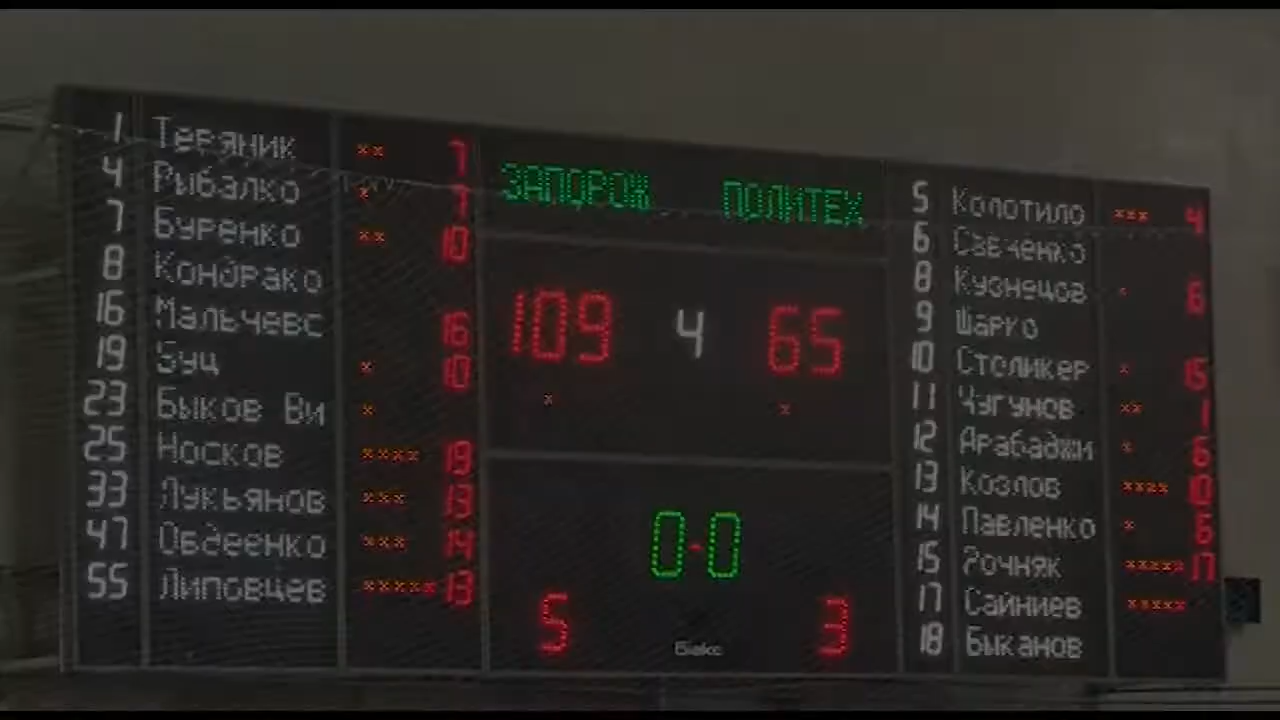 1 Тевяник ×× 7
4 Рыбалко × 7
7 Буренко ×× 10
8 Кондрако
16 Мальчевс 16
19 Зуц × 10
23 Быков Ви ×
25 Носков ×××× 19
33 Лукьянов ××× 13
47 Овдеенко ××× 14
55 Липовцев ××××× 13
ЗАПОРОЖ ПОЛИТЕХ
109 4 65
× ×
0-0
5 3
5 Колотило ××× 4
6 Савченко
8 Кузнецов × 6
9 Шарко
10 Столикер × 15
11 Чугунов ×× 1
12 Арабаджи × 6
13 Козлов ×××× 10
14 Павленко × 6
15 Рочняк ××××× 17
17 Сайниев ×××××
18 Быканов